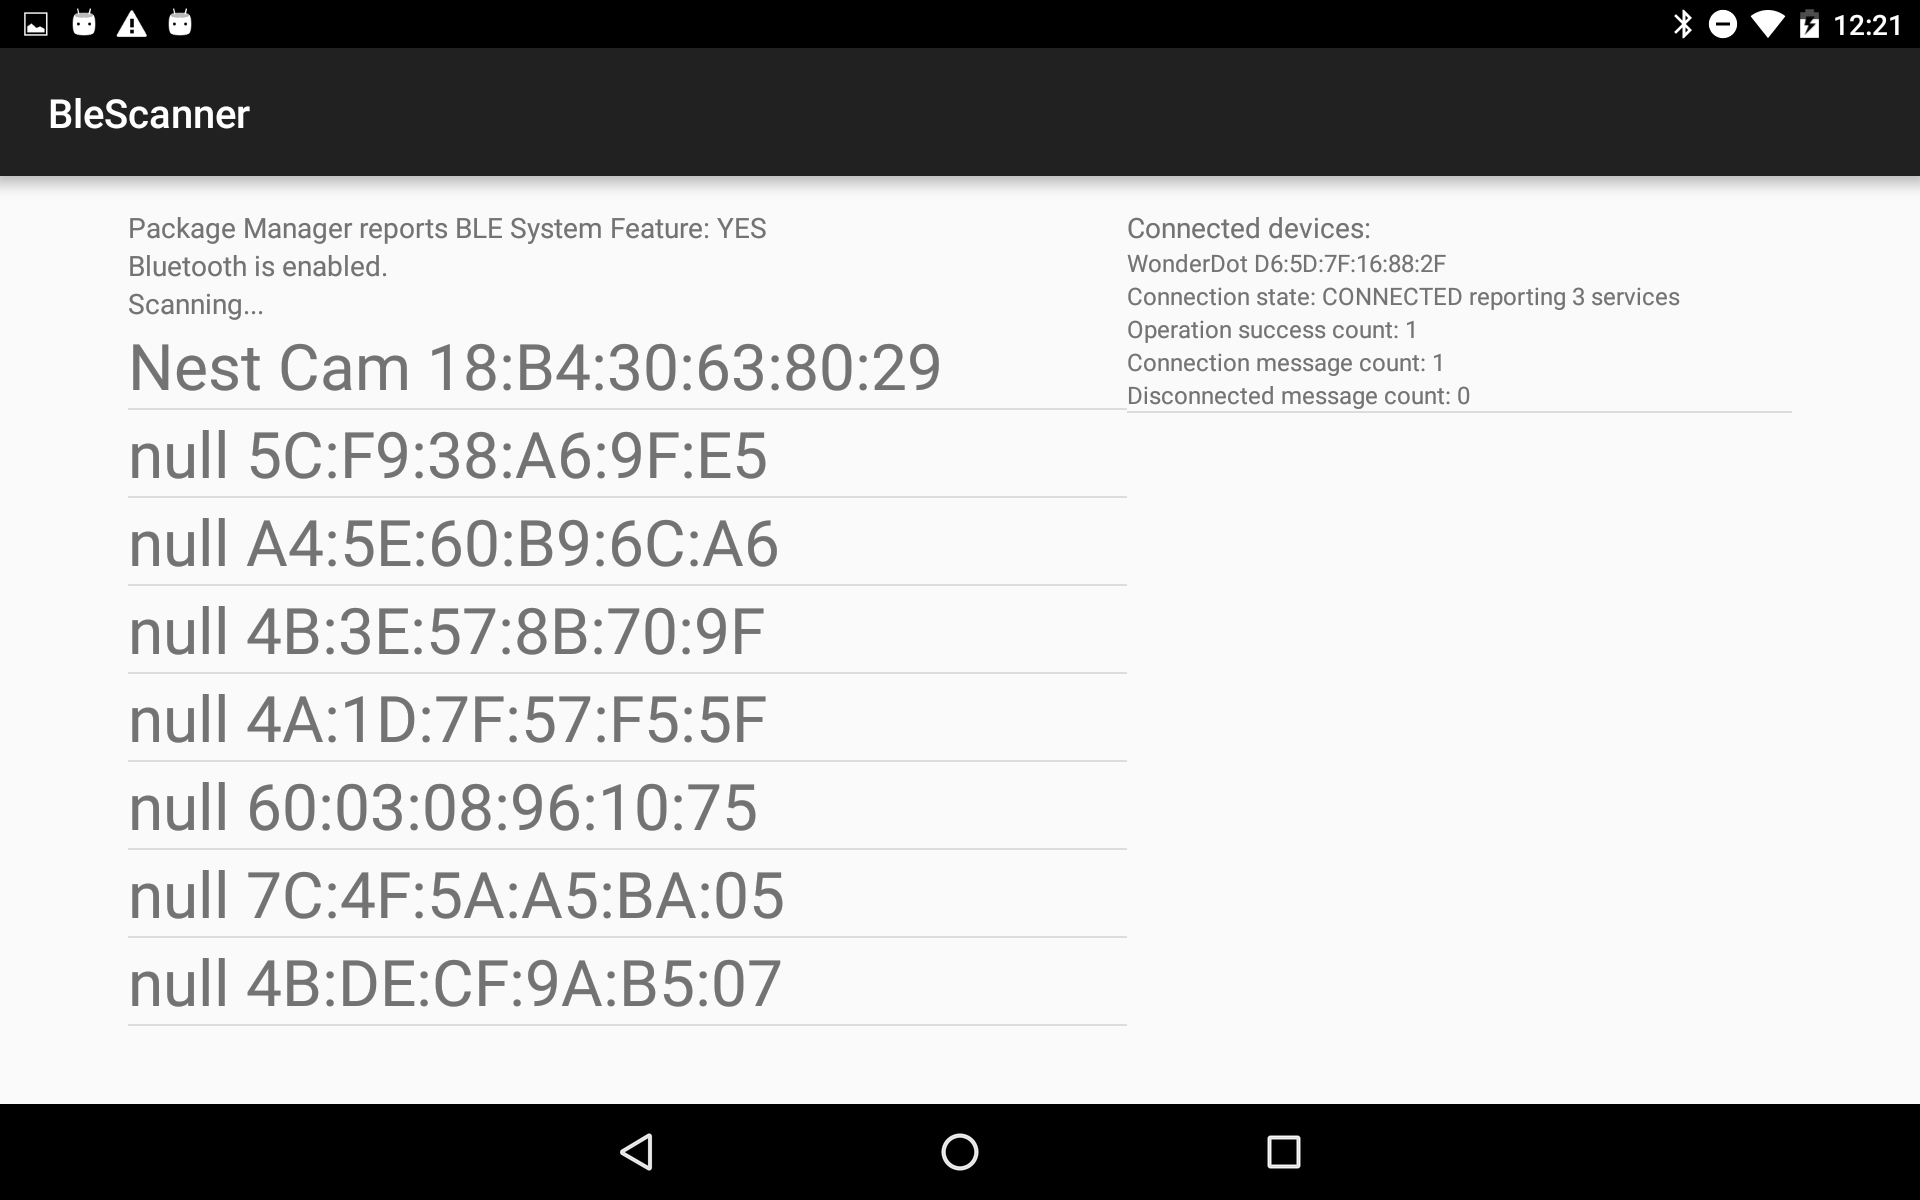 12:21
BleScanner
Package Manager reports BLE System Feature: YES
Bluetooth is enabled.
Scanning...
Nest Cam 18:B4:30:63:80:29
null 5C:F9:38:A6:9F:E5
null A4:5E:60:B9:6C:A6
null 4B:3E:57:8B:70:9F
null 4A:1D:7F:57:F5:5F
null 60:03:08:96:10:75
null 7C:4F:5A:A5:BA:05
null 4B:DE:CF:9A:B5:07
Connected devices:
WonderDot D6:5D:7F:16:88:2F
Connection state: CONNECTED reporting 3 services
Operation success count: 1
Connection message count: 1
Disconnected message count: 0